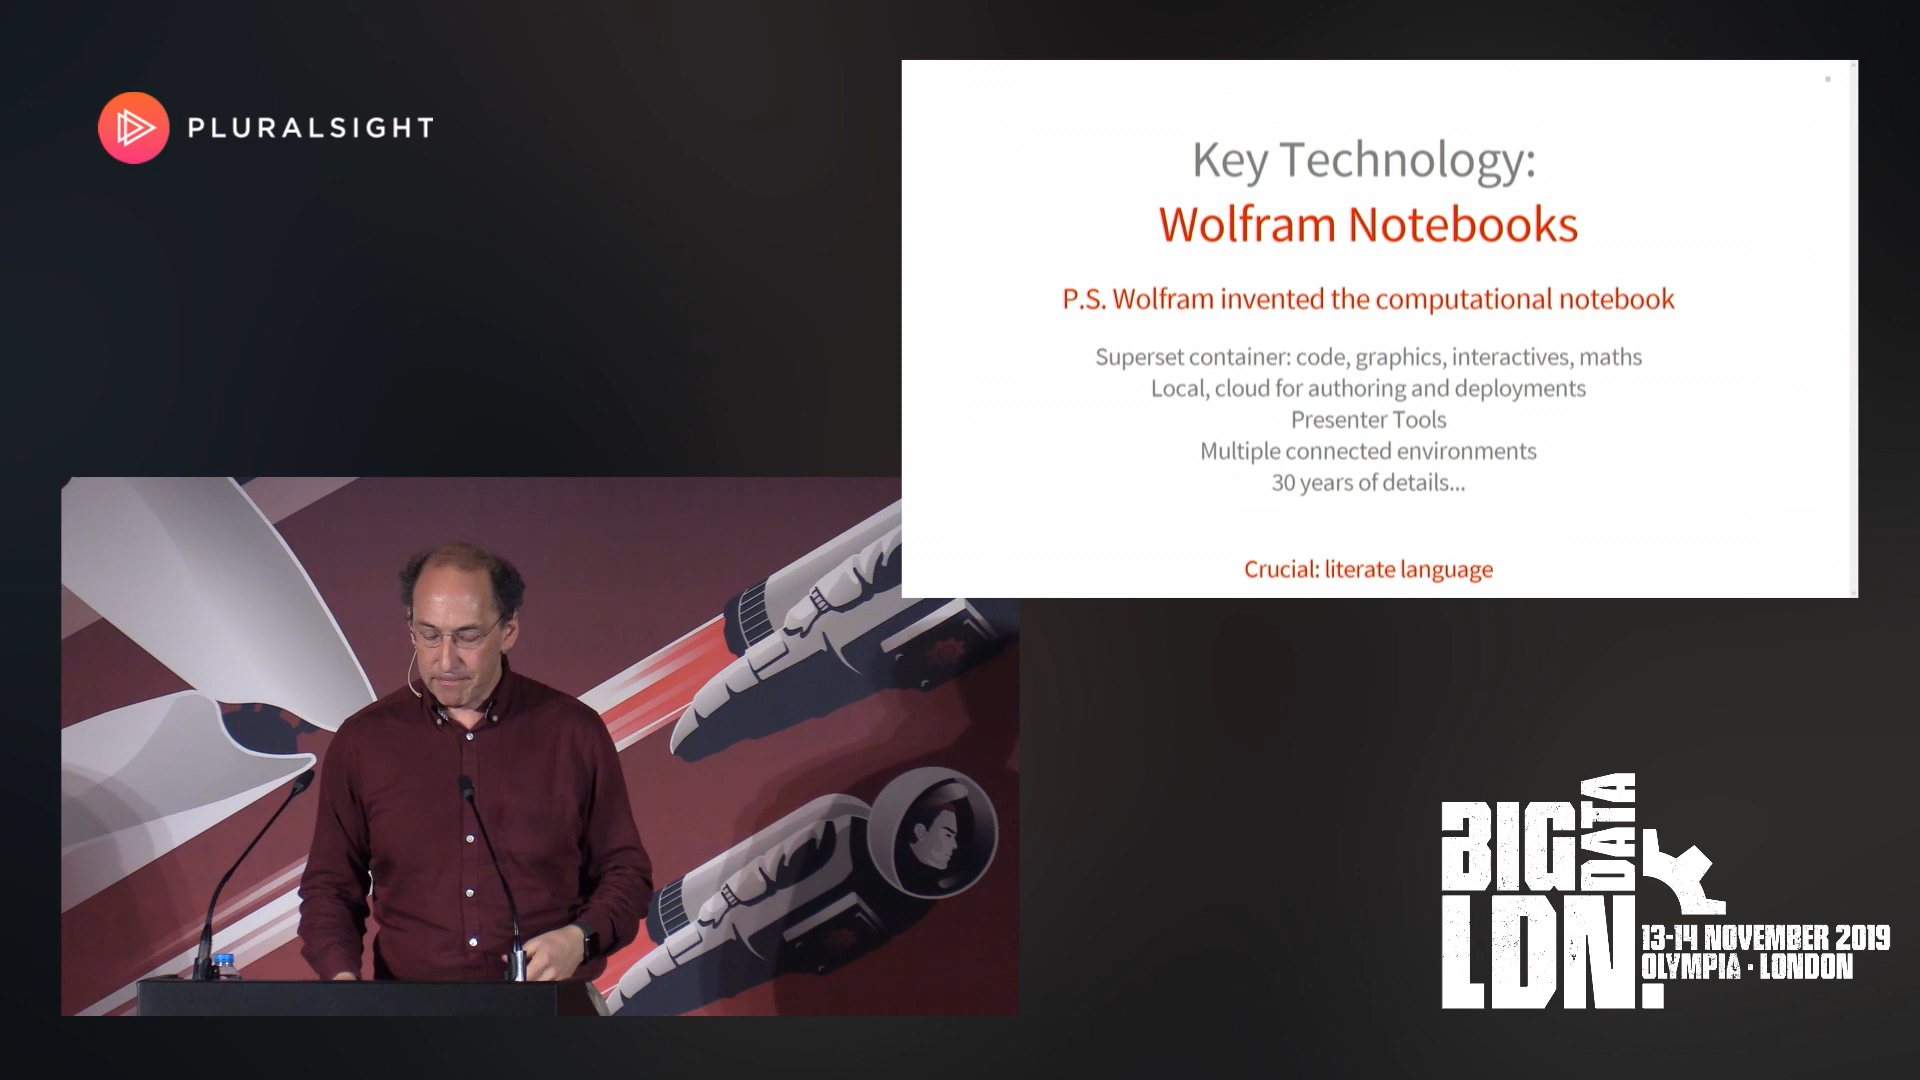 PLURALSIGHT
Key Technology:
Wolfram Notebooks
P.S. Wolfram invented the computational notebook
Superset container: code, graphics, interactives, maths
Local, cloud for authoring and deployments
Presenter Tools
Multiple connected environments
30 years of details...
Crucial: literate language
BIG
DATA
LDN.
13-14 NOVEMBER 2019
OLYMPIA · LONDON